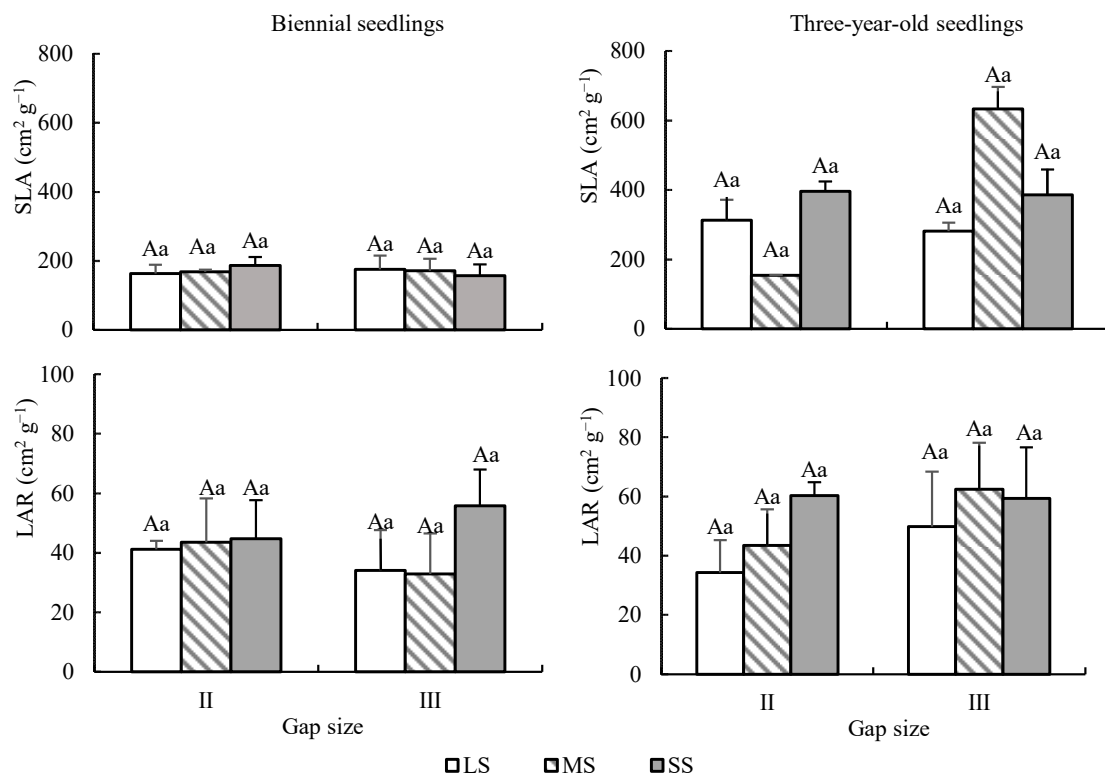 Biennial seedlings
Three-year-old seedlings
SLA (cm² g⁻¹)
800
600
400
200
0
Aa Aa Aa Aa Aa Aa
SLA (cm² g⁻¹)
800
600
400
200
0
Aa Aa Aa Aa Aa Aa
LAR (cm² g⁻¹)
100
80
60
40
20
0
Aa Aa Aa Aa Aa Aa
II III
Gap size
LAR (cm² g⁻¹)
100
80
60
40
20
0
Aa Aa Aa Aa Aa Aa
II III
Gap size
LS MS SS